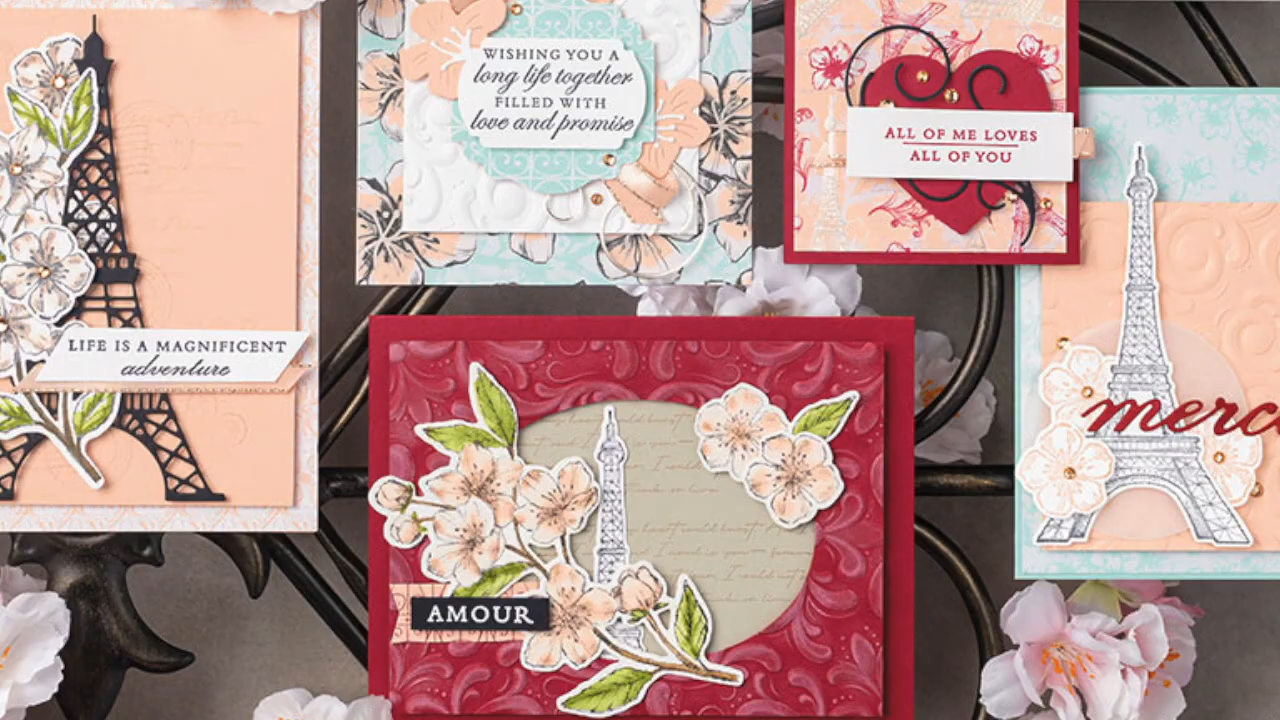 LIFE IS A MAGNIFICENT
adventure
WISHING YOU A
long life together
FILLED WITH
love and promise
ALL OF ME LOVES
ALL OF YOU
merc
AMOUR